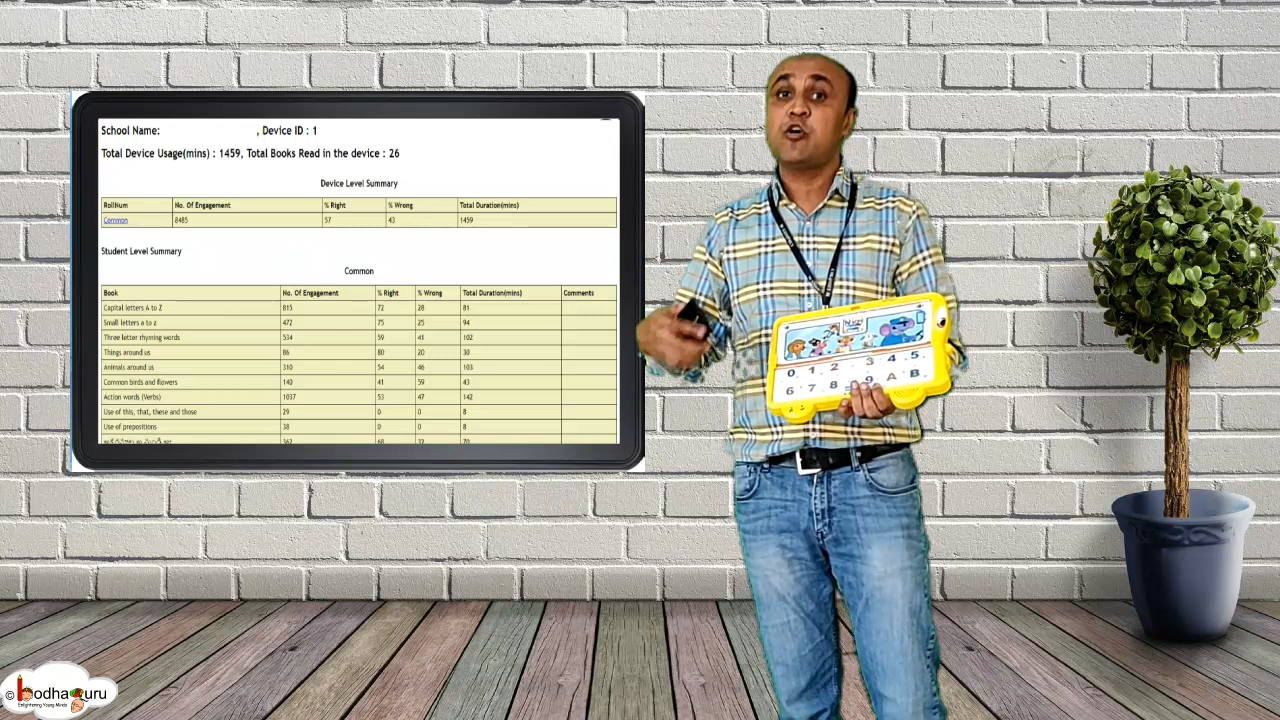 School Name: , Device ID : 1
Total Device Usage(mins) : 1459, Total Books Read in the device : 26
Device Level Summary
RollNum No. Of Engagement % Right % Wrong Total Duration(mins)
Common 8485 57 43 1459
Student Level Summary
Common
Book No. Of Engagement % Right % Wrong Total Duration(mins) Comments
Capital letters A to Z 815 72 28 81
Small letters a to z 472 75 25 94
Three letter rhyming words 534 59 41 102
Things around us 86 80 20 30
Animals around us 310 54 46 103
Common birds and flowers 140 41 59 43
Action words (Verbs) 1037 53 47 142
Use of this, that, these and those 29 0 0 8
Use of prepositions 38 0 0 8
362 68 32 70
0 1 2 3 4 5
6 7 8 9 A B
© bodhaguru
Enlightening Young Minds